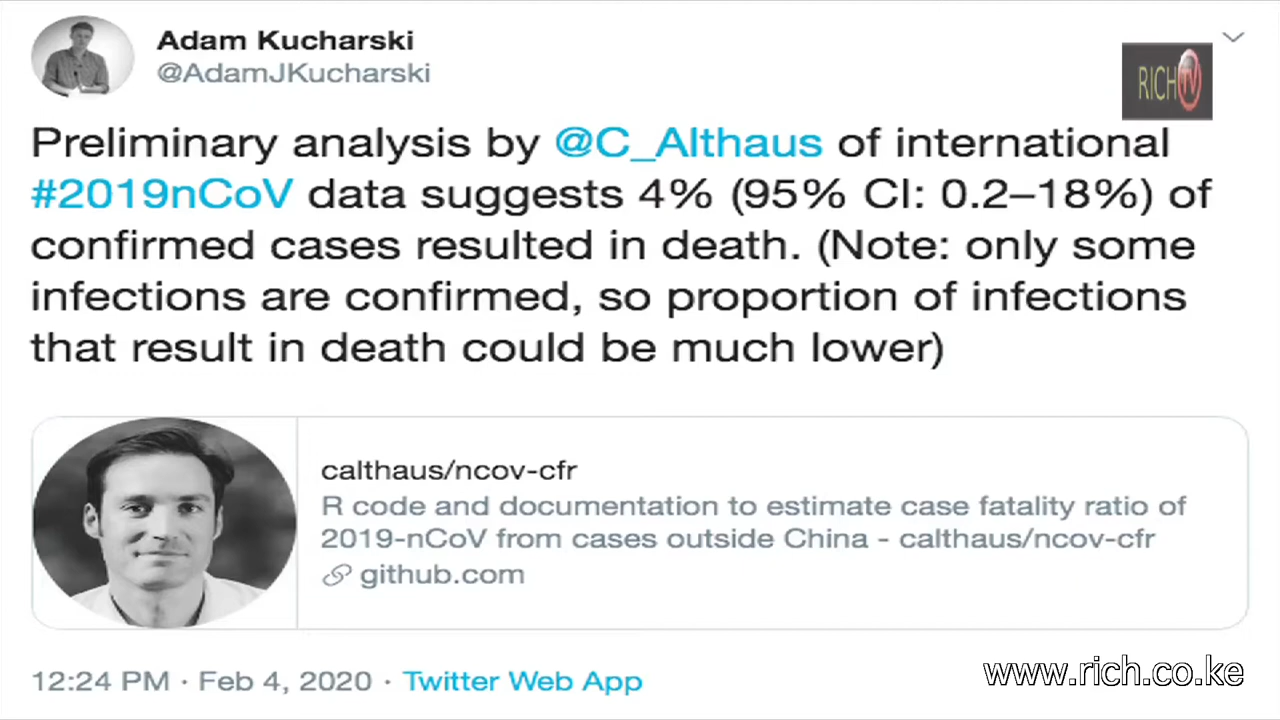 Adam Kucharski
@AdamJKucharski
RICH TV
Preliminary analysis by @C_Althaus of international
#2019nCoV data suggests 4% (95% CI: 0.2–18%) of
confirmed cases resulted in death. (Note: only some
infections are confirmed, so proportion of infections
that result in death could be much lower)
calthaus/ncov-cfr
R code and documentation to estimate case fatality ratio of
2019-nCoV from cases outside China - calthaus/ncov-cfr
github.com
12:24 PM · Feb 4, 2020 · Twitter Web App
www.rich.co.ke